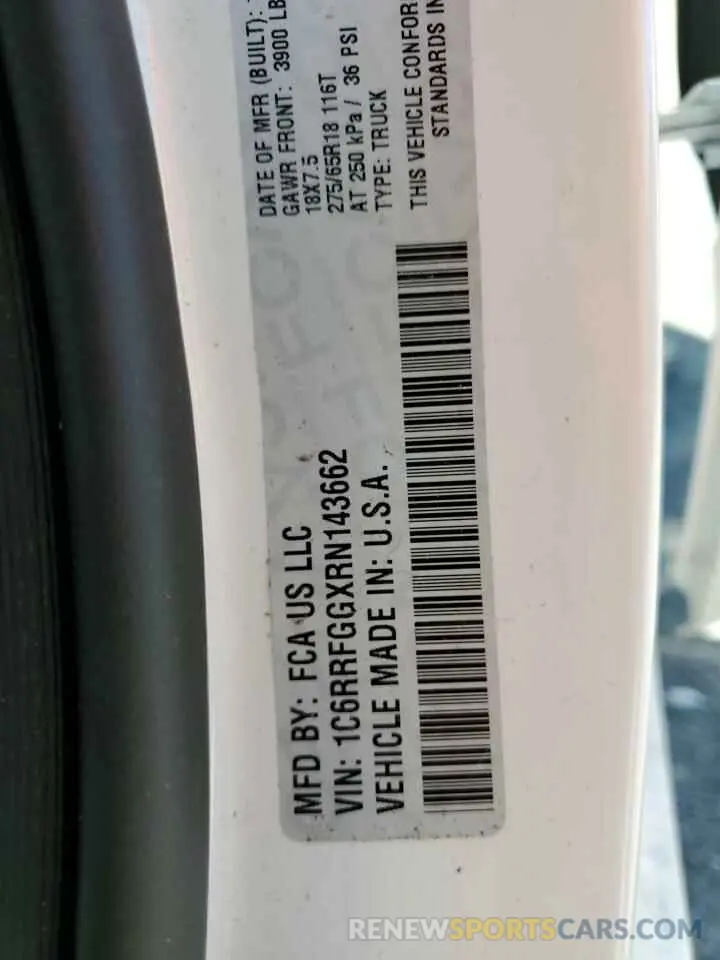 MFD BY: FCA US LLC
VIN: 1C6RRFGGXRN143662
VEHICLE MADE IN: U.S.A.
DATE OF MFR (BUILT):
GAWR FRONT: 3900 LB
18X7.5
275/65R18 116T
AT 250 kPa / 36 PSI
TYPE: TRUCK
THIS VEHICLE CONFOR
STANDARDS IN
RENEWSPORTSCARS.COM